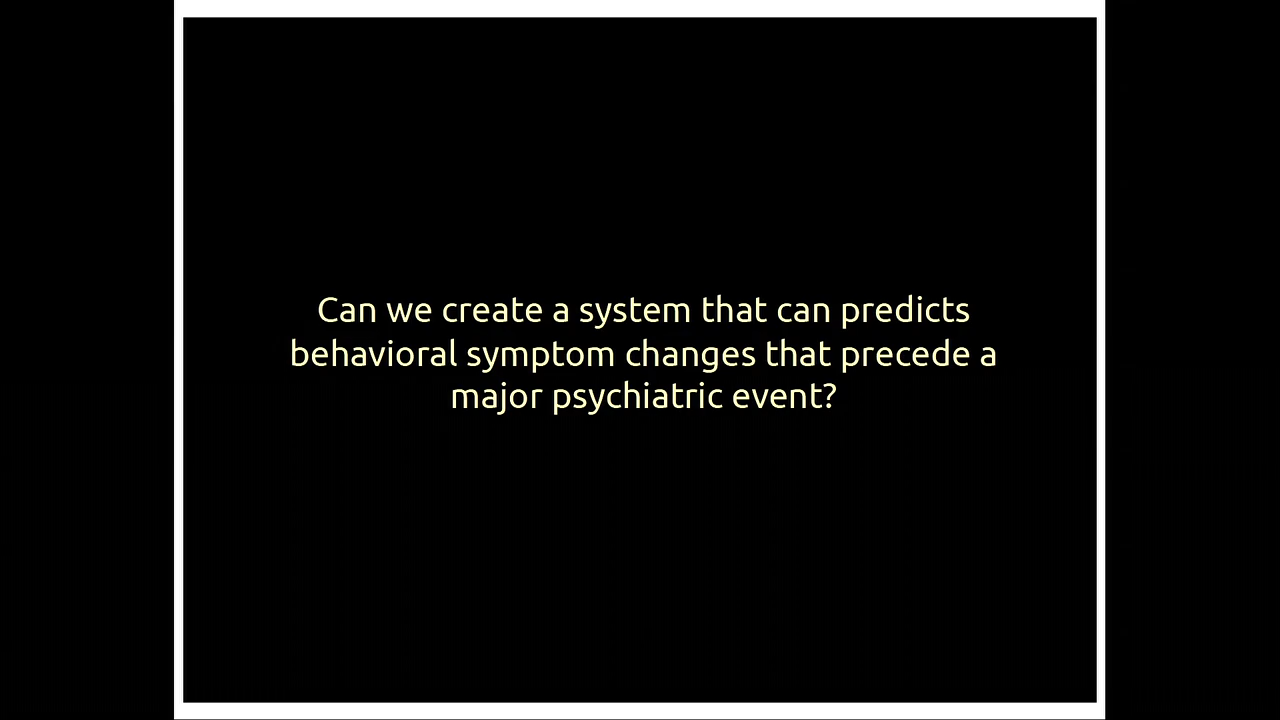 Can we create a system that can predicts
behavioral symptom changes that precede a
major psychiatric event?